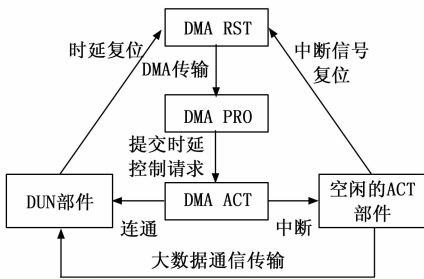 DMA RST
时延复位
DMA传输
中断信号
复位
DMA PRO
提交时延
控制请求
DUN部件
DMA ACT
空闲的ACT
部件
连通
中断
大数据通信传输